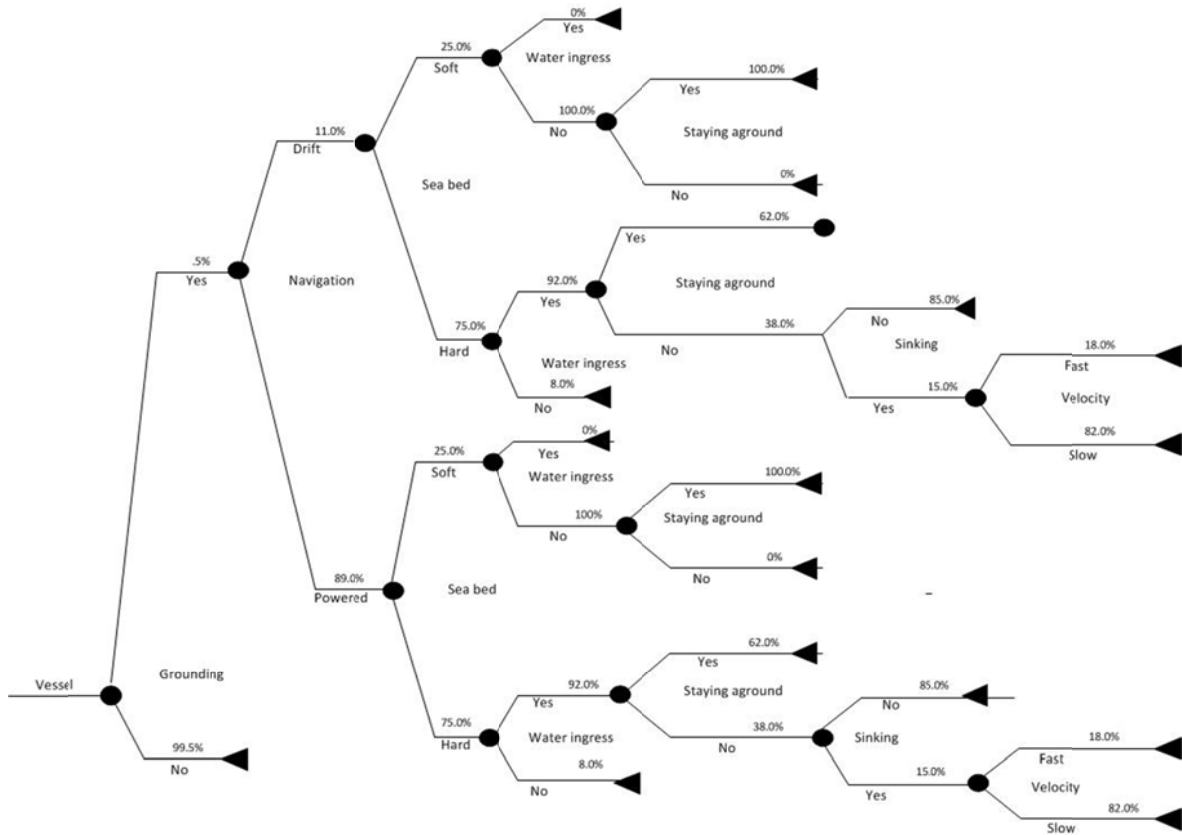 0%
Yes
25.0%
Water ingress
Soft
100.0%
Yes
100.0%
No
Staying aground
11.0%
Drift
0%
No
Sea bed
62.0%
Yes
.5%
Yes
Navigation
92.0%
Yes
Staying aground
85.0%
No
75.0%
Hard
38.0%
No
Sinking
18.0%
Fast
Water ingress
8.0%
No
15.0%
Yes
Velocity
82.0%
Slow
0%
Yes
25.0%
Soft
Water ingress
100.0%
Yes
100%
No
Staying aground
0%
No
89.0%
Powered
Sea bed
62.0%
Yes
Grounding
Vessel
92.0%
Yes
Staying aground
85.0%
No
75.0%
Hard
Water ingress
38.0%
No
Sinking
99.5%
No
8.0%
No
18.0%
Fast
15.0%
Yes
Velocity
82.0%
Slow